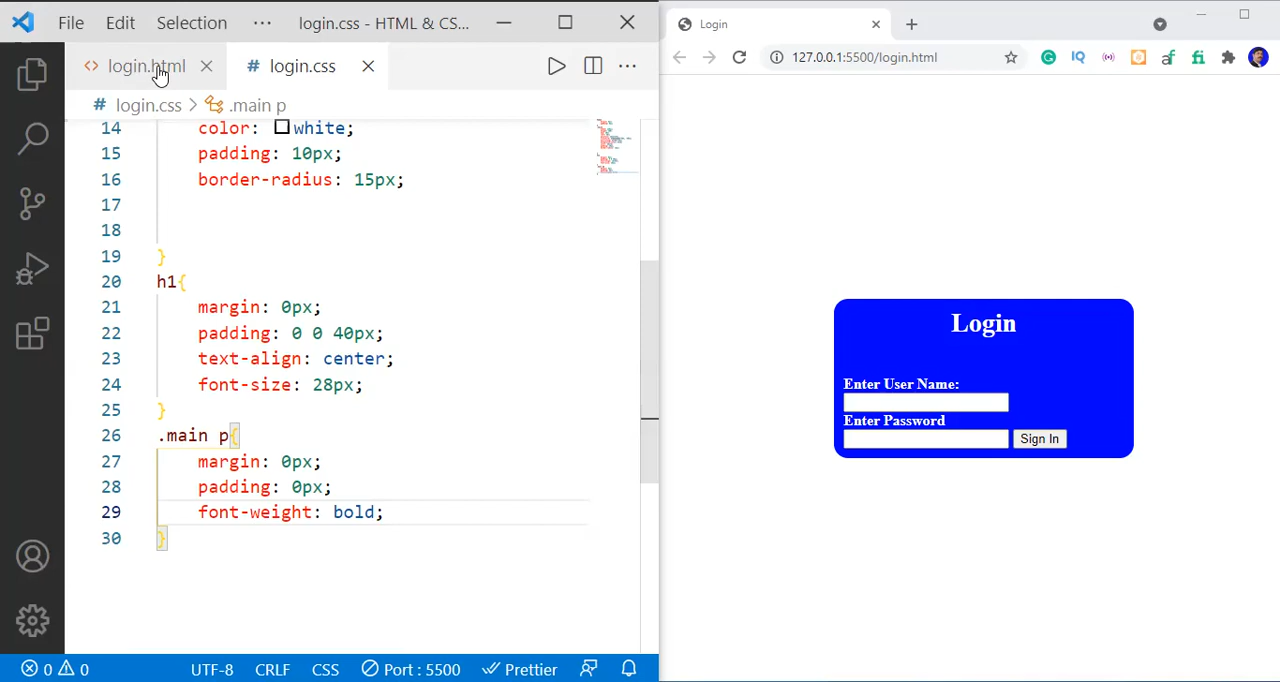 File Edit Selection ··· login.css - HTML & CS...
<> login.html # login.css
# login.css > .main p
14 color: white;
15 padding: 10px;
16 border-radius: 15px;
17
18
19 }
20 h1{
21 margin: 0px;
22 padding: 0 0 40px;
23 text-align: center;
24 font-size: 28px;
25 }
26 .main p{
27 margin: 0px;
28 padding: 0px;
29 font-weight: bold;
30 }
0 0 UTF-8 CRLF CSS Port : 5500 Prettier
Login
127.0.0.1:5500/login.html IQ af fi
Login
Enter User Name:
Enter Password
Sign In